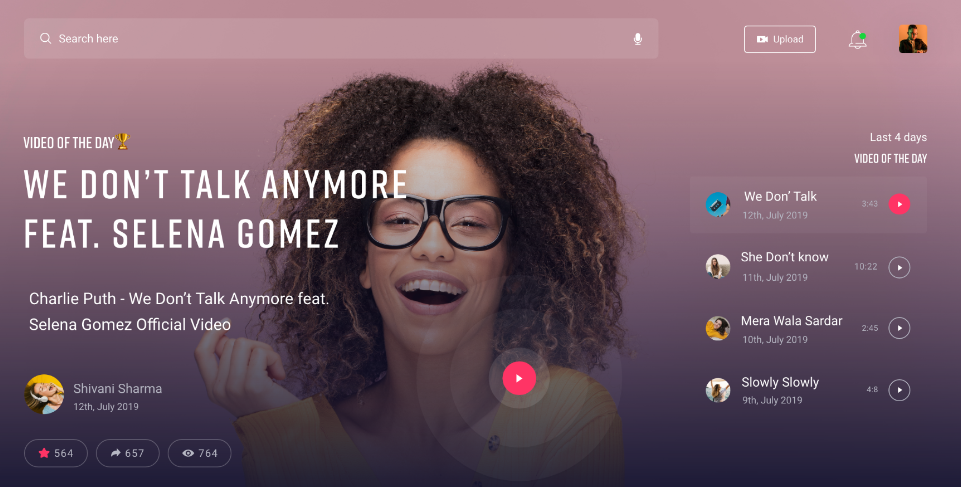 Search here
Upload
VIDEO OF THE DAY
WE DON'T TALK ANYMORE
FEAT. SELENA GOMEZ
Charlie Puth - We Don't Talk Anymore feat.
Selena Gomez Official Video
Shivani Sharma
12th, July 2019
564 657 764
Last 4 days
VIDEO OF THE DAY
We Don' Talk
12th, July 2019
3:43
She Don't know
11th, July 2019
10:22
Mera Wala Sardar
10th, July 2019
2:45
Slowly Slowly
9th, July 2019
4:8